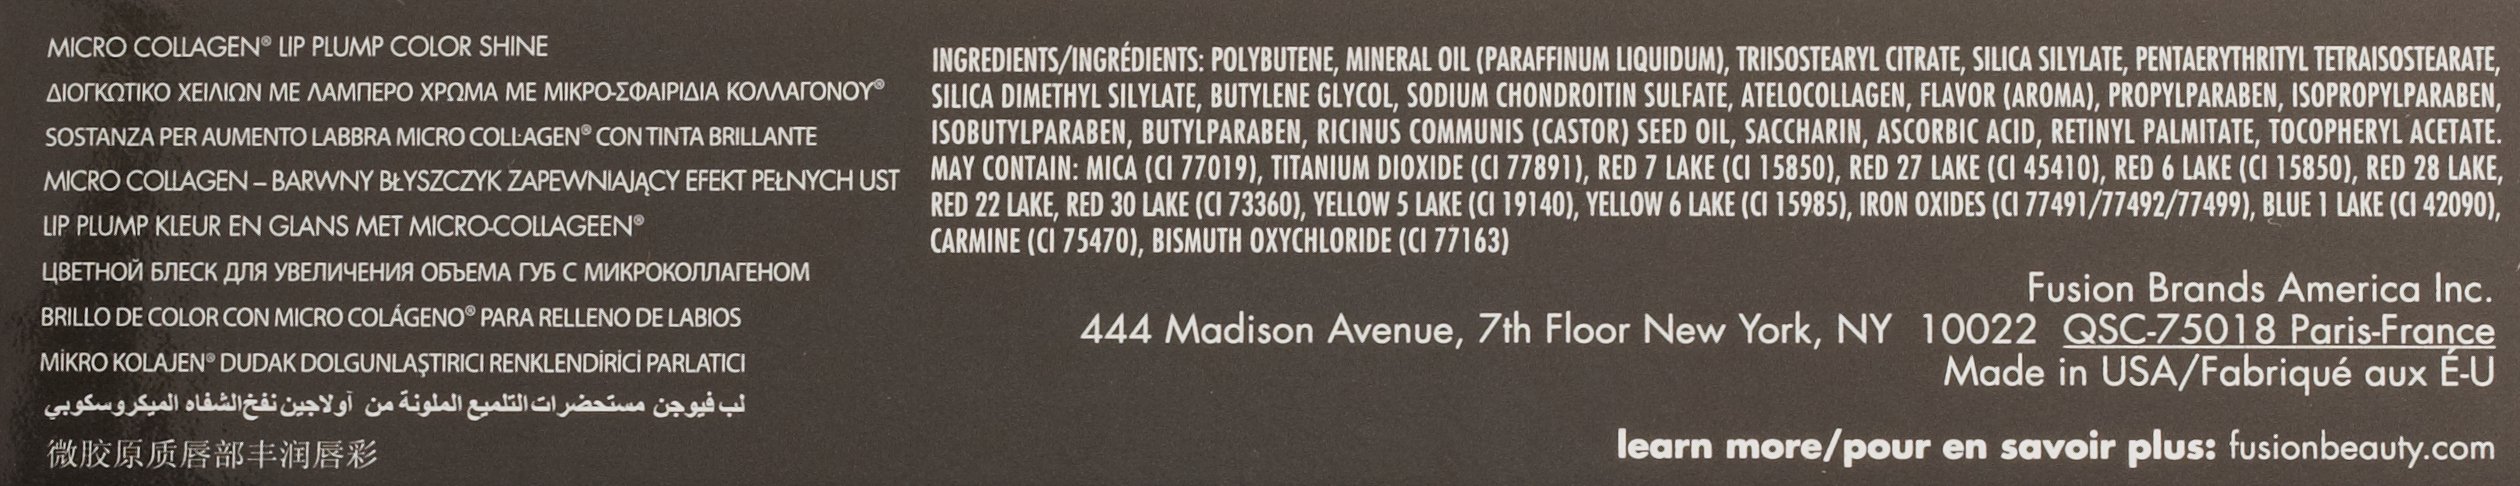 MICRO COLLAGEN® LIP PLUMP COLOR SHINE
ΔΙΟΓΚΩΤΙΚΟ ΧΕΙΛΙΩΝ ΜΕ ΛΑΜΠΕΡΟ ΧΡΩΜΑ ΜΕ ΜΙΚΡΟ-ΣΦΑΙΡΙΔΙΑ ΚΟΛΛΑΓΟΝΟΥ®
SOSTANZA PER AUMENTO LABBRA MICRO COLL·AGEN® CON TINTA BRILLANTE
MICRO COLLAGEN – BARWNY BŁYSZCZYK ZAPEWNIAJĄCY EFEKT PEŁNYCH UST
LIP PLUMP KLEUR EN GLANS MET MICRO-COLLAGEEN®
ЦВЕТНОЙ БЛЕСК ДЛЯ УВЕЛИЧЕНИЯ ОБЪЕМА ГУБ С МИКРОКОЛЛАГЕНОМ
BRILLO DE COLOR CON MICRO COLÁGENO® PARA RELLENO DE LABIOS
MİKRO KOLAJEN® DUDAK DOLGUNLAŞTIRICI RENKLENDİRİCİ PARLATICI
لب فيوجن مستحضرات التلميع الملونة من آولاجين نفخ الشفاه الميكروسكوبي
微胶原质唇部丰润唇彩
INGREDIENTS/INGRÉDIENTS: POLYBUTENE, MINERAL OIL (PARAFFINUM LIQUIDUM), TRIISOSTEARYL CITRATE, SILICA SILYLATE, PENTAERYTHRITYL TETRAISOSTEARATE,
SILICA DIMETHYL SILYLATE, BUTYLENE GLYCOL, SODIUM CHONDROITIN SULFATE, ATELOCOLLAGEN, FLAVOR (AROMA), PROPYLPARABEN, ISOPROPYLPARABEN,
ISOBUTYLPARABEN, BUTYLPARABEN, RICINUS COMMUNIS (CASTOR) SEED OIL, SACCHARIN, ASCORBIC ACID, RETINYL PALMITATE, TOCOPHERYL ACETATE.
MAY CONTAIN: MICA (CI 77019), TITANIUM DIOXIDE (CI 77891), RED 7 LAKE (CI 15850), RED 27 LAKE (CI 45410), RED 6 LAKE (CI 15850), RED 28 LAKE,
RED 22 LAKE, RED 30 LAKE (CI 73360), YELLOW 5 LAKE (CI 19140), YELLOW 6 LAKE (CI 15985), IRON OXIDES (CI 77491/77492/77499), BLUE 1 LAKE (CI 42090),
CARMINE (CI 75470), BISMUTH OXYCHLORIDE (CI 77163)
Fusion Brands America Inc.
444 Madison Avenue, 7th Floor New York, NY 10022 QSC-75018 Paris-France
Made in USA/Fabriqué aux É-U
learn more/pour en savoir plus: fusionbeauty.com